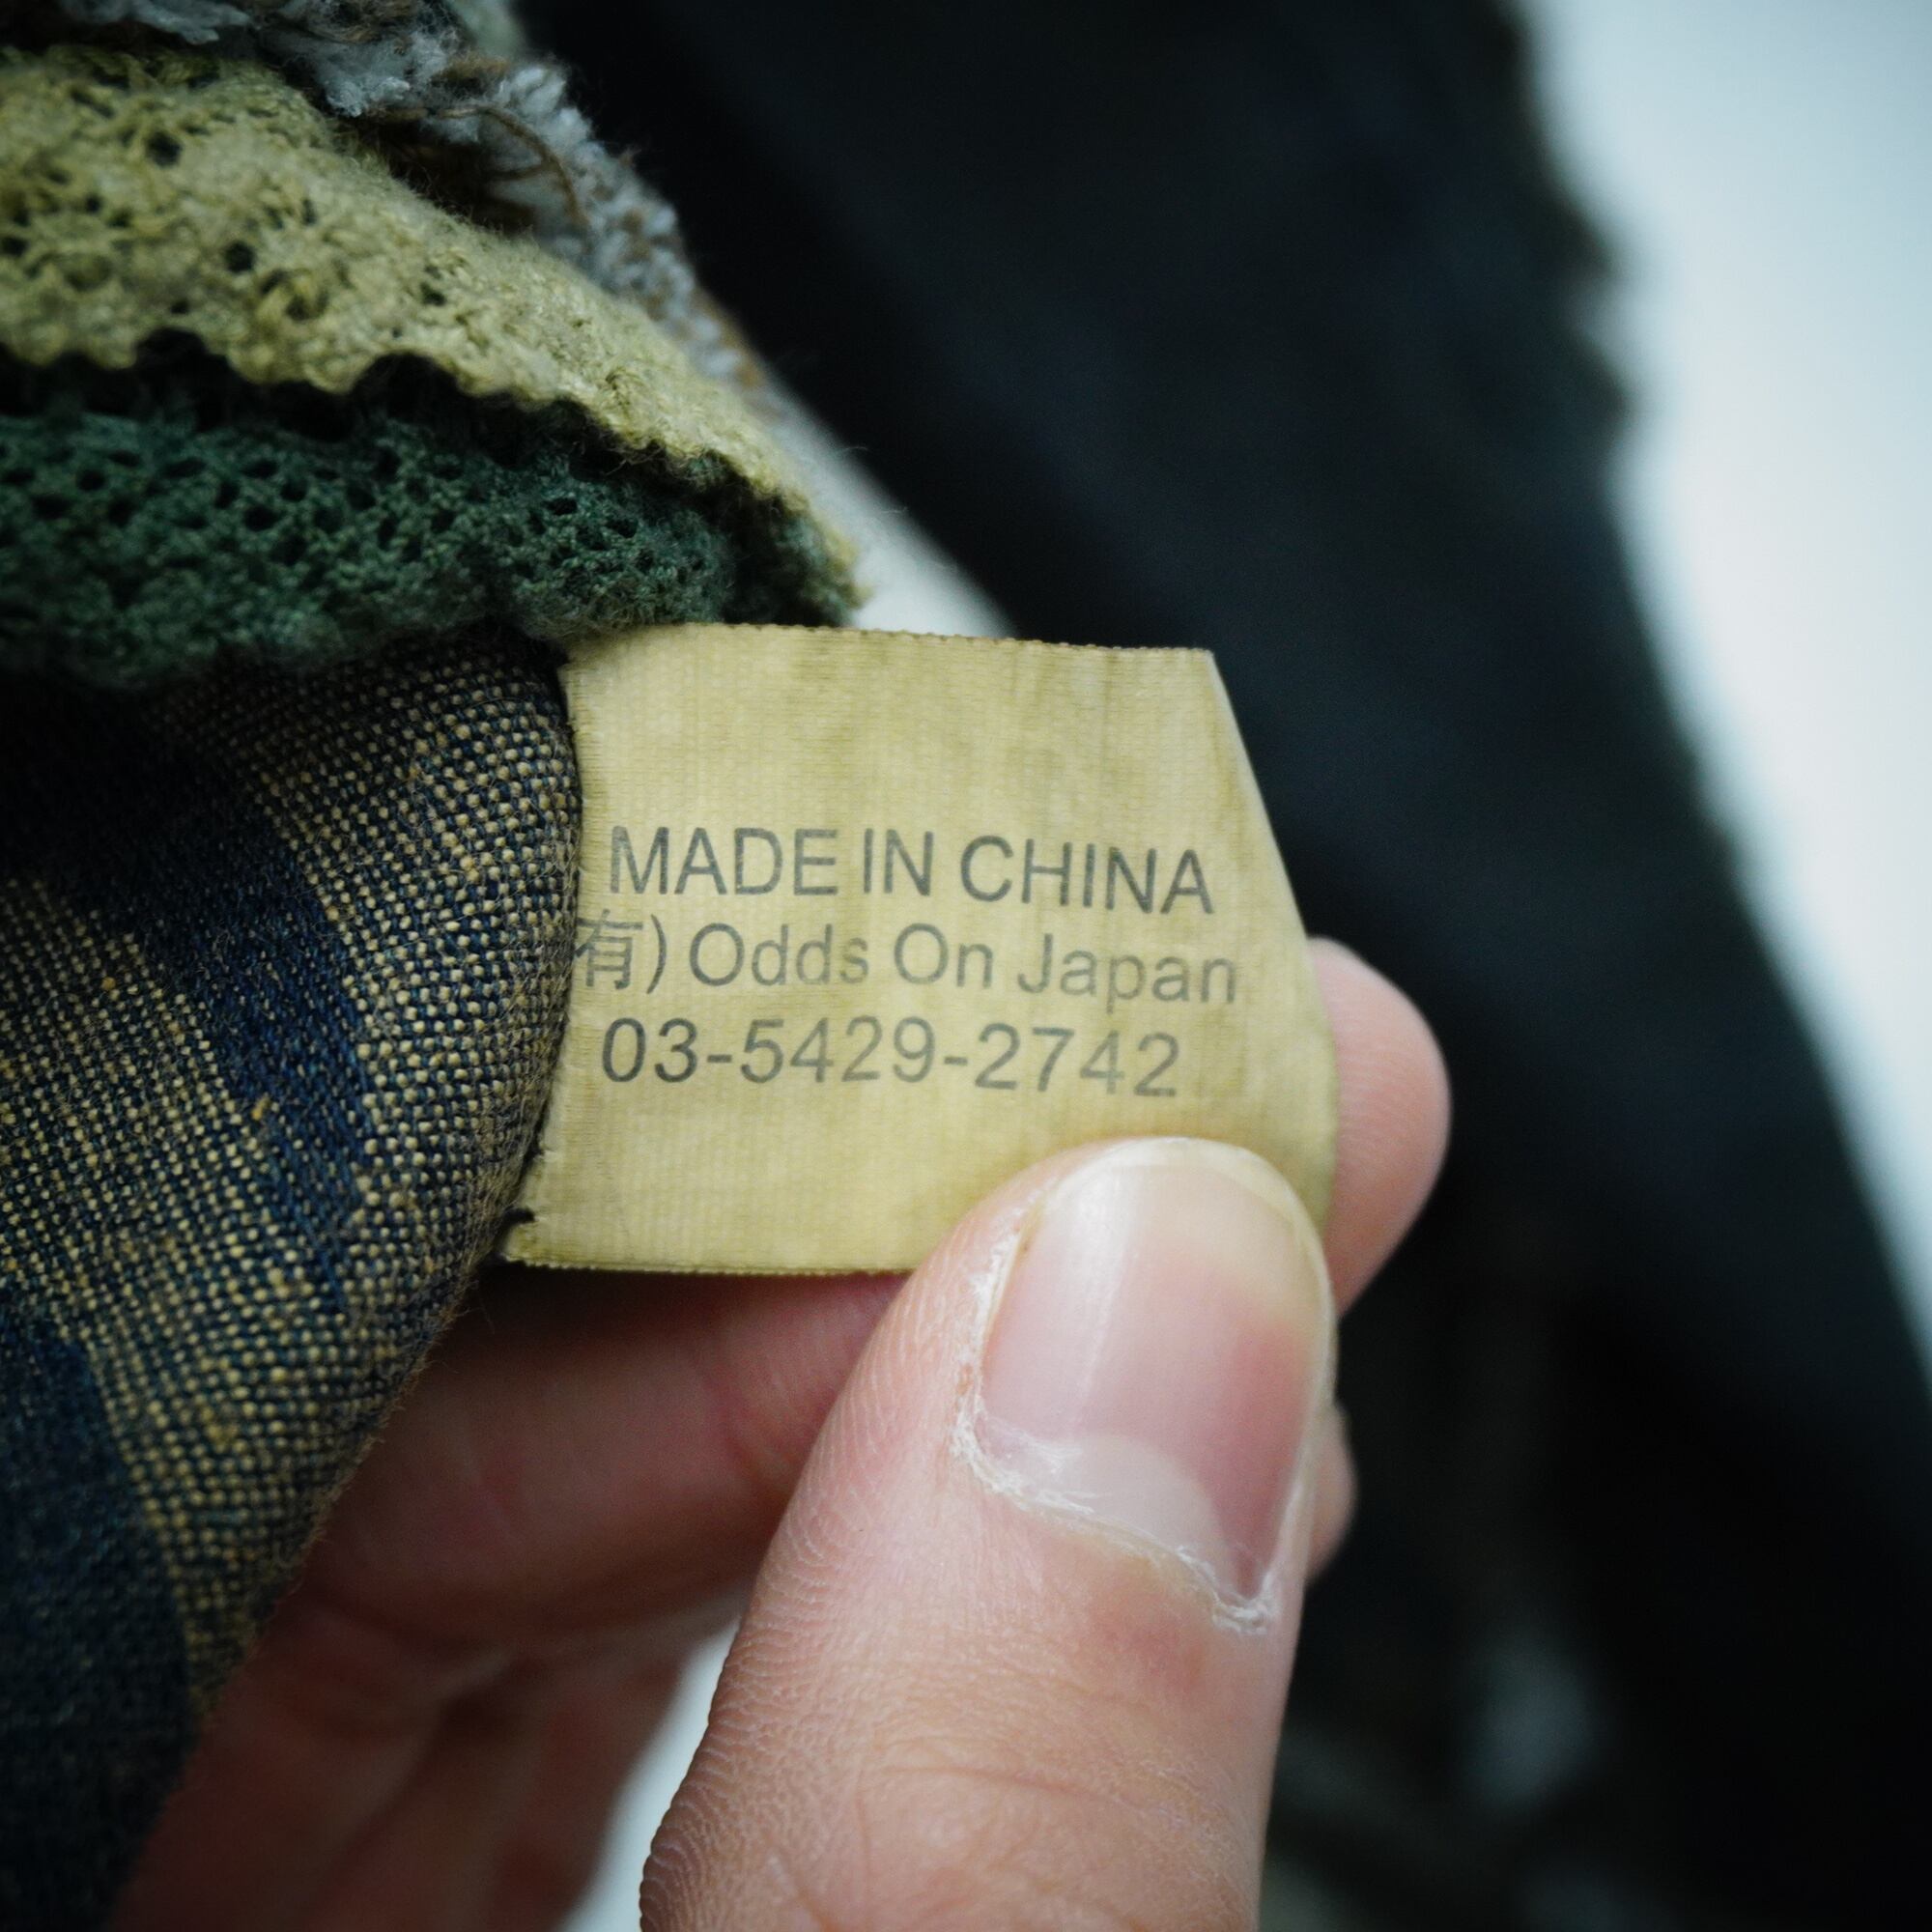 MADE IN CHINA
有) Odds On Japan
03-5429-2742